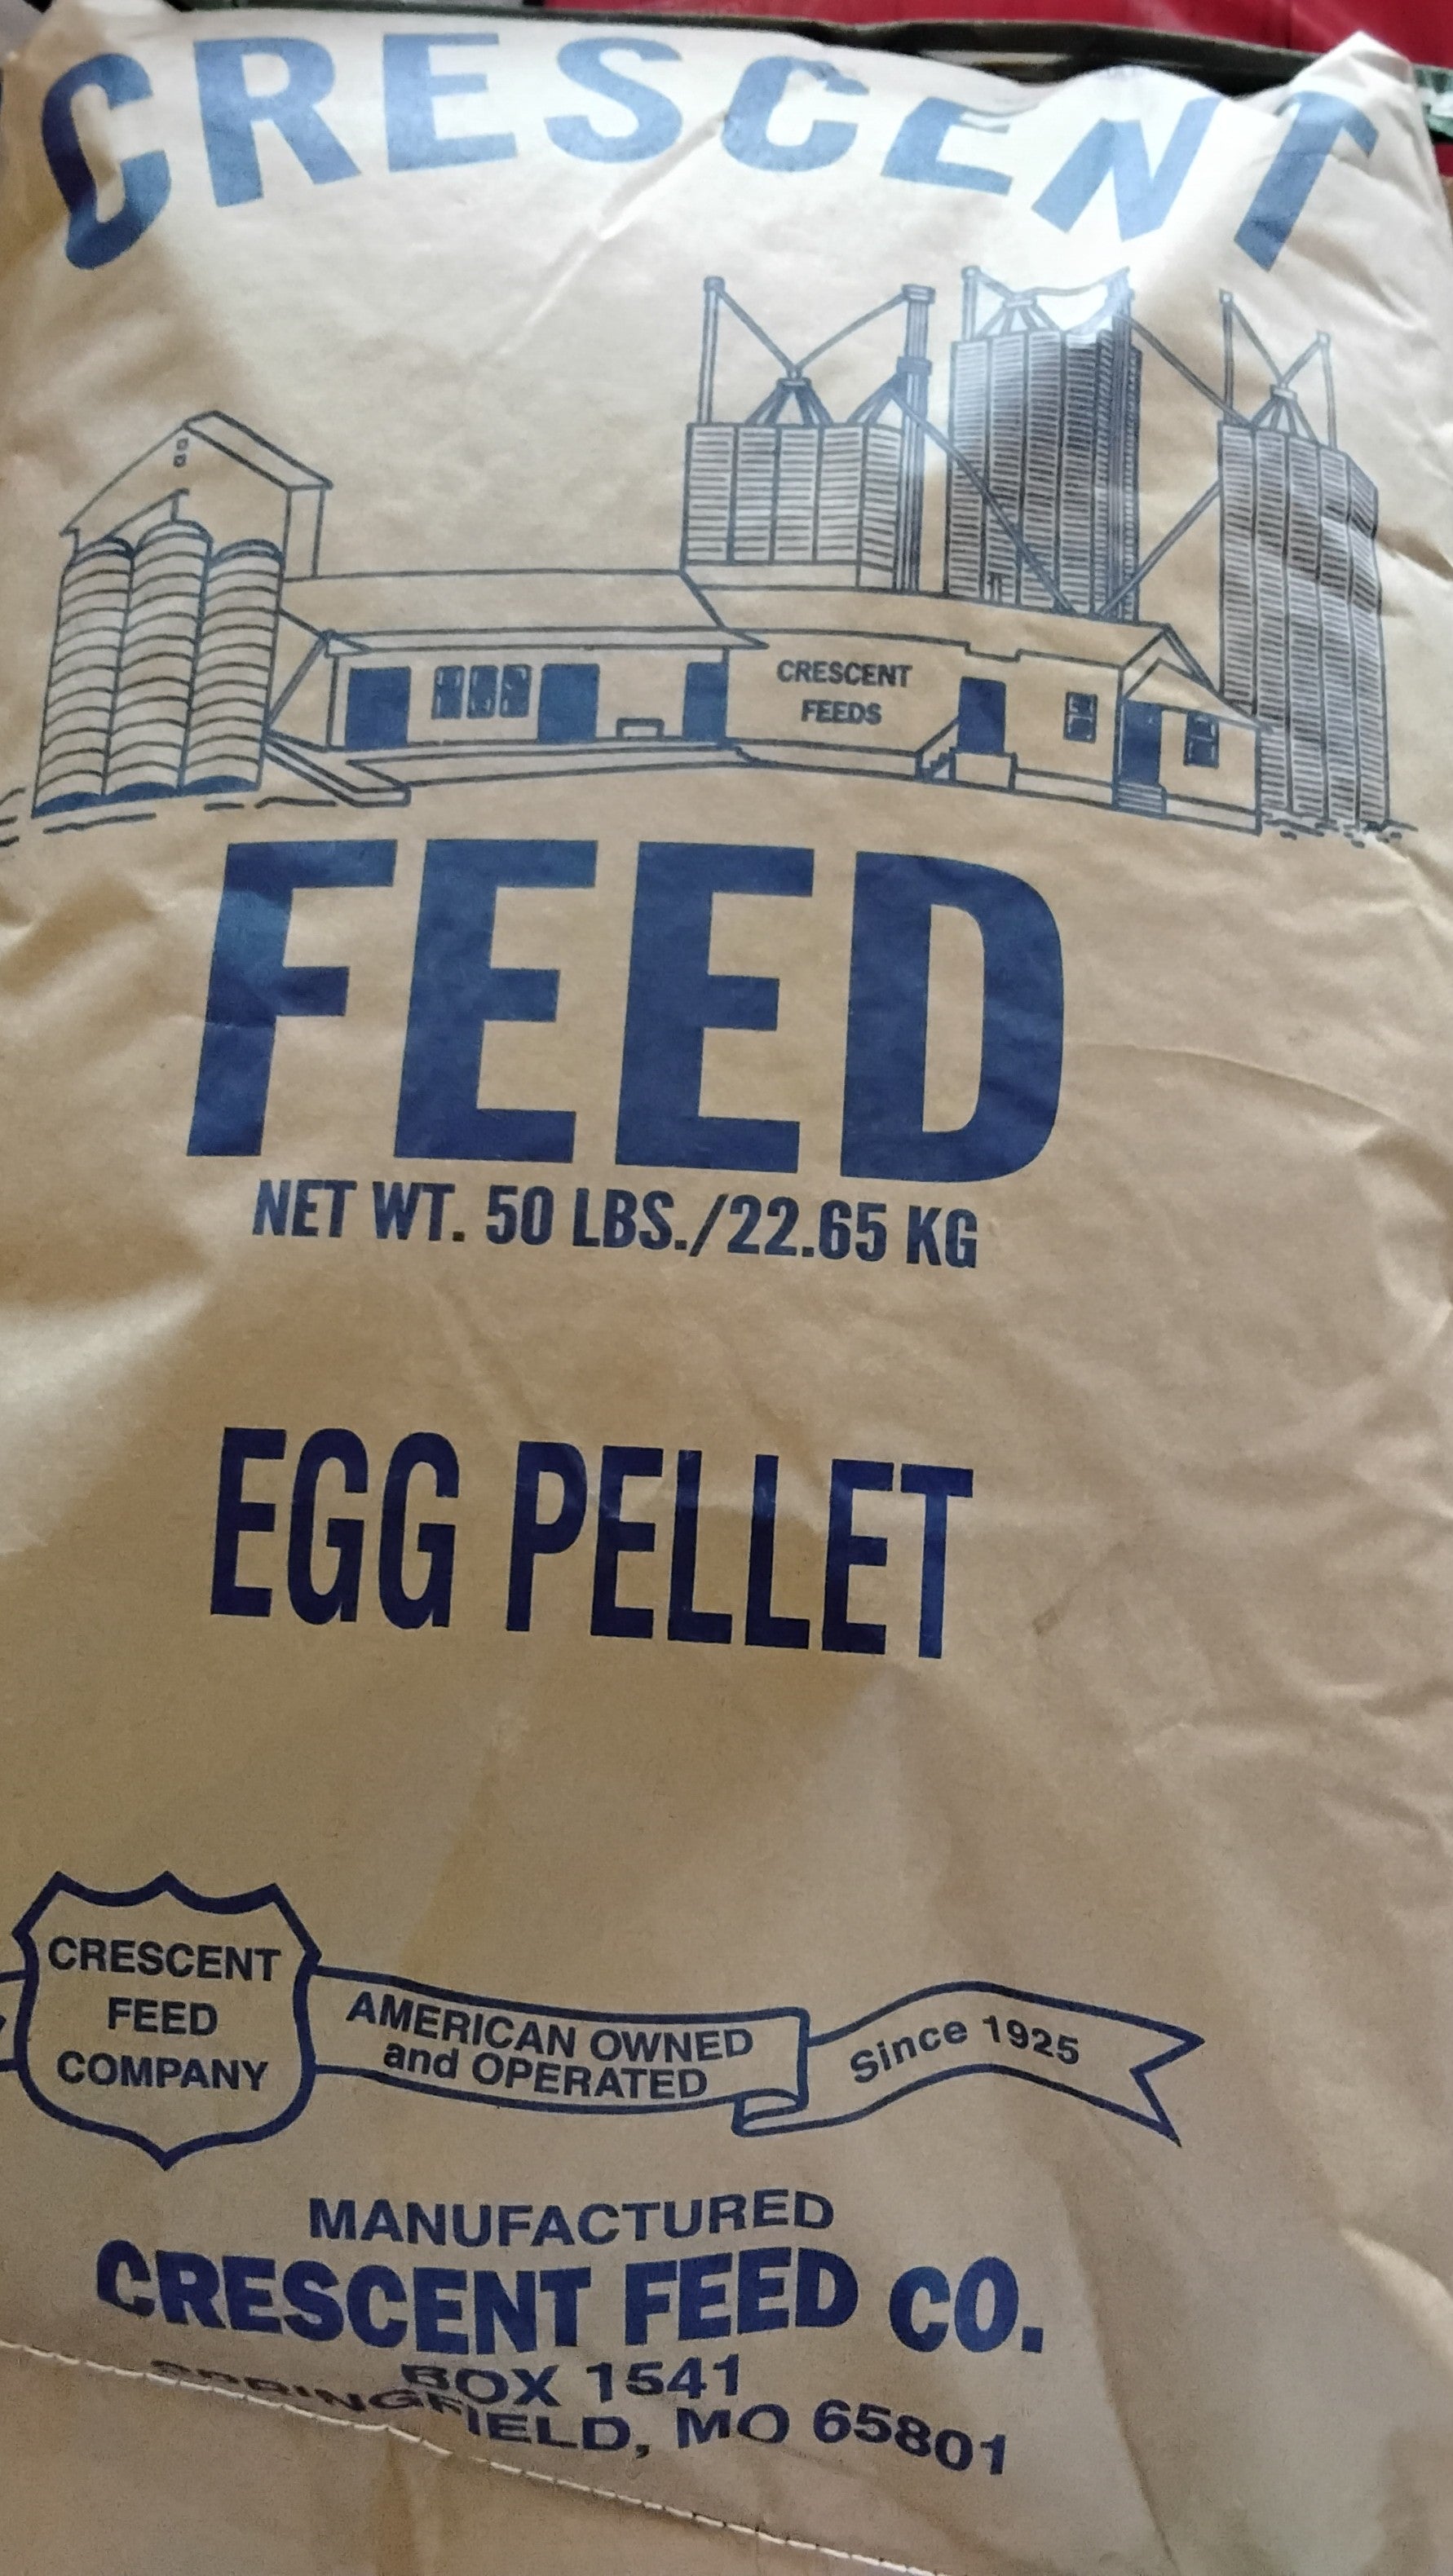 CRESCENT
CRESCENT
FEEDS
FEED
NET WT. 50 LBS./22.65 KG
EGG PELLET
CRESCENT
FEED
COMPANY
AMERICAN OWNED
and OPERATED
Since 1925
MANUFACTURED
CRESCENT FEED CO.
BOX 1541
SPRINGFIELD, MO 65801